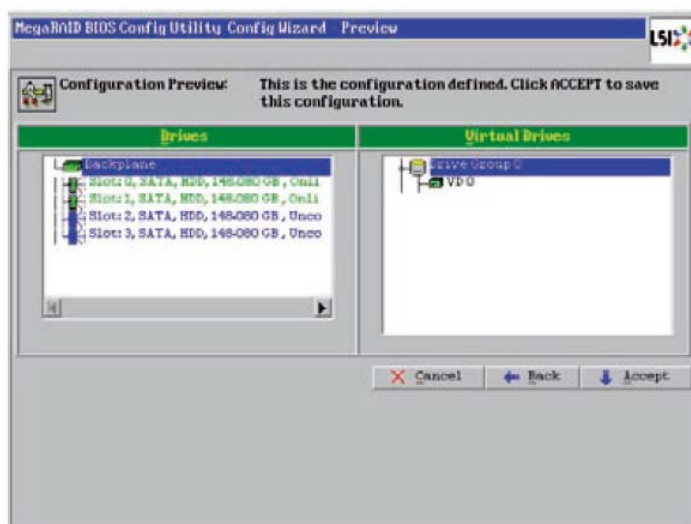 MegaRAID BIOS Config Utility Config Wizard - Preview
LSI
Configuration Preview: This is the configuration defined. Click ACCEPT to save
this configuration.
Drives
Backplane
Slot: 0, SATA, HDD, 148.080 GB, Onli
Slot: 1, SATA, HDD, 148.080 GB, Onli
Slot: 2, SATA, HDD, 148.080 GB, Unco
Slot: 3, SATA, HDD, 148.080 GB, Unco
Virtual Drives
Drive Group 0
VD 0
Cancel
Back
Accept